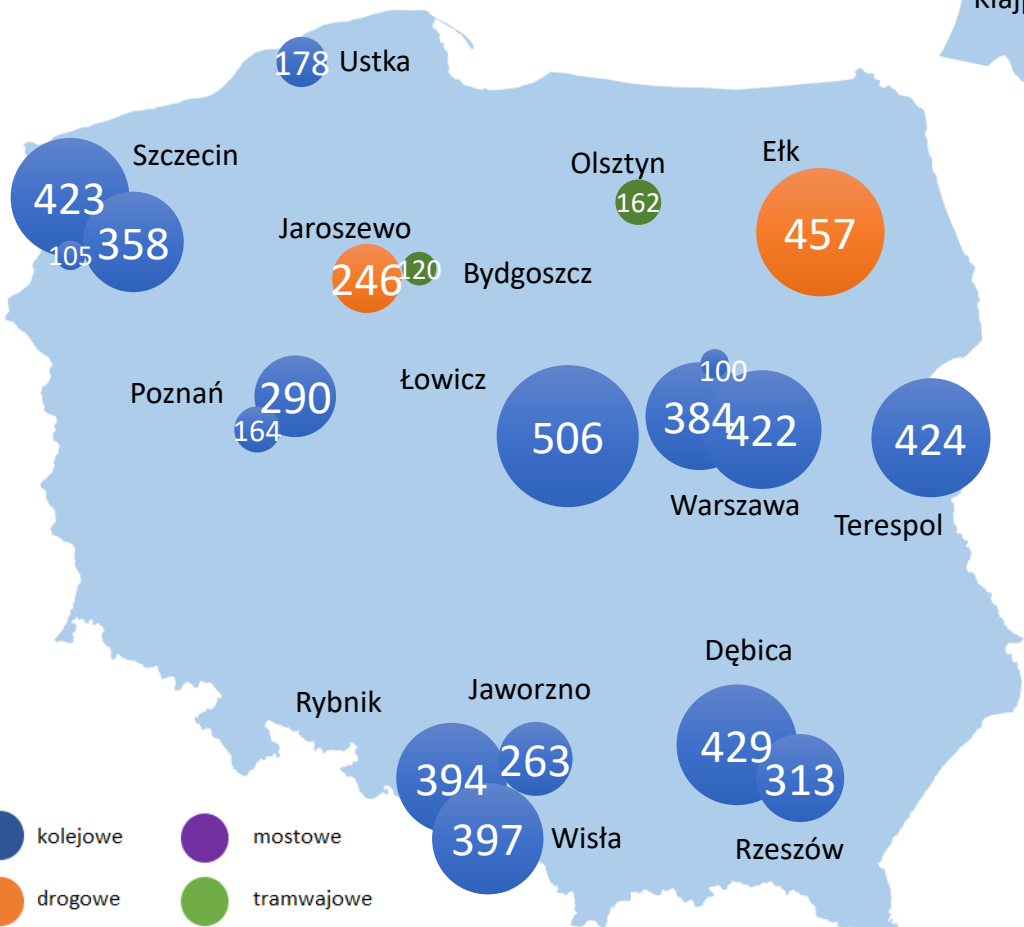 Klajp
178 Ustka
Szczecin
423
105 358
Olsztyn
162
Ełk
457
Jaroszewo
246 120
Bydgoszcz
Poznań
290
164
Łowicz
506
100
384 422
Warszawa
424
Terespol
Dębica
429
313
Rzeszów
Rybnik
Jaworzno
394 263
397 Wisła
kolejowe
mostowe
drogowe
tramwajowe